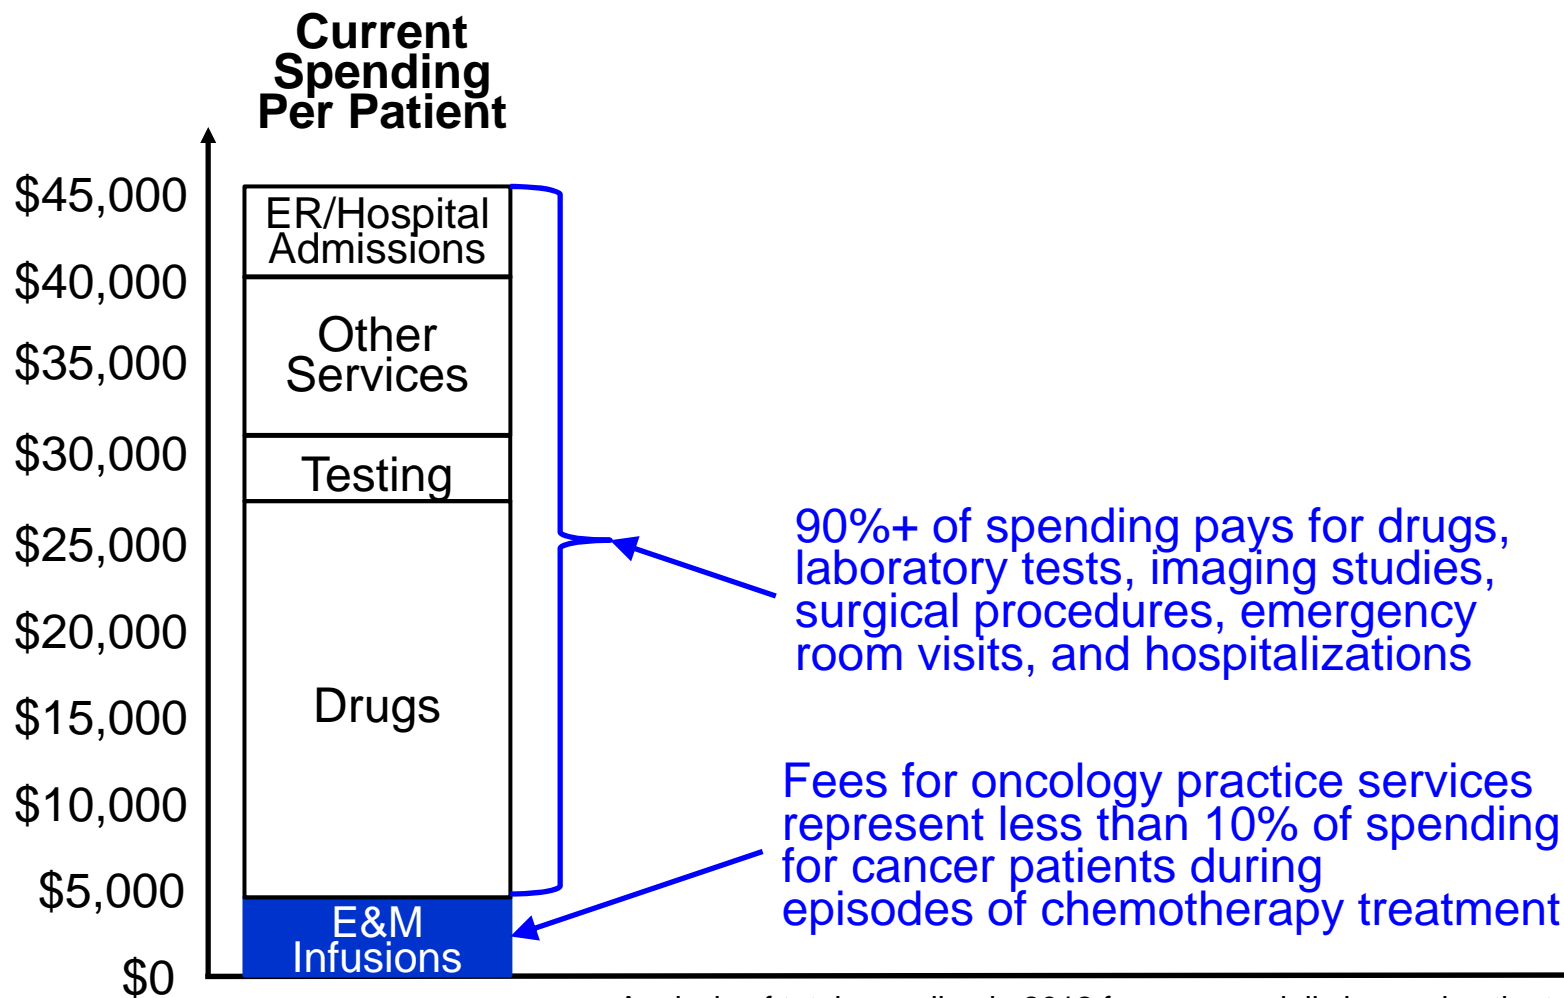 Current
Spending
Per Patient
$45,000
$40,000
$35,000
$30,000
$25,000
$20,000
$15,000
$10,000
$5,000
$0
ER/Hospital
Admissions
Other
Services
Testing
Drugs
E&M
Infusions
90%+ of spending pays for drugs,
laboratory tests, imaging studies,
surgical procedures, emergency
room visits, and hospitalizations
Fees for oncology practice services
represent less than 10% of spending
for cancer patients during
episodes of chemotherapy treatment